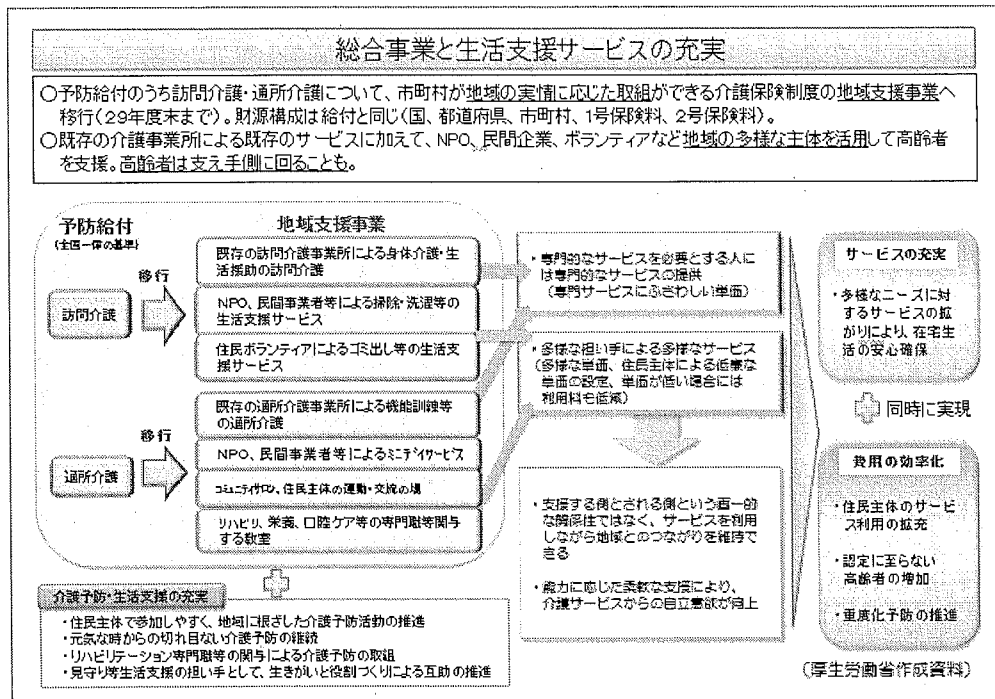 総合事業と生活支援サービスの充実
○予防給付のうち訪問介護・通所介護について、市町村が地域の実情に応じた取組ができる介護保険制度の地域支援事業へ
移行(29年度末まで)。財源構成は給付と同じ(国、都道府県、市町村、1号保険料、2号保険料)。
○既存の介護事業所による既存のサービスに加えて、NPO、民間企業、ボランティアなど地域の多様な主体を活用して高齢者
を支援。高齢者は支え手側に回ることも。
予防給付
(全国一律の基準)
地域支援事業
移行
訪問介護
既存の訪問介護事業所による身体介護・生
活援助の訪問介護
NPO、民間事業者等による掃除・洗濯等の
生活支援サービス
住民ボランティアによるゴミ出し等の生活支
援サービス
移行
通所介護
既存の通所介護事業所による機能訓練等
の通所介護
NPO、民間事業者等によるミニデイサービス
コミュニティサロン、住民主体の運動・交流の場
リハビリ、栄養、口腔ケア等の専門職等関与
する教室
介護予防・生活支援の充実
・住民主体で参加しやすく、地域に根ざした介護予防活動の推進
・元気な時からの切れ目ない介護予防の継続
・リハビリテーション専門職等の関与による介護予防の取組
・見守り等生活支援の担い手として、生きがいと役割づくりによる互助の推進
・専門的なサービスを必要とする人に
は専門的なサービスの提供
(専門サービスにふさわしい単価)
・多様な担い手による多様なサービス
(多様な単価、住民主体による低廉な
単価の設定、単価が低い場合には
利用料も低減)
・支援する側とされる側という画一的
な関係性ではなく、サービスを利用
しながら地域とのつながりを維持で
きる
・能力に応じた柔軟な支援により、
介護サービスからの自立意欲が向上
サービスの充実
・多様なニーズに対
するサービスの拡
がりにより、在宅生
活の安心確保
同時に実現
費用の効率化
・住民主体のサービ
ス利用の拡充
・認定に至らない
高齢者の増加
・重度化予防の推進
(厚生労働省作成資料)